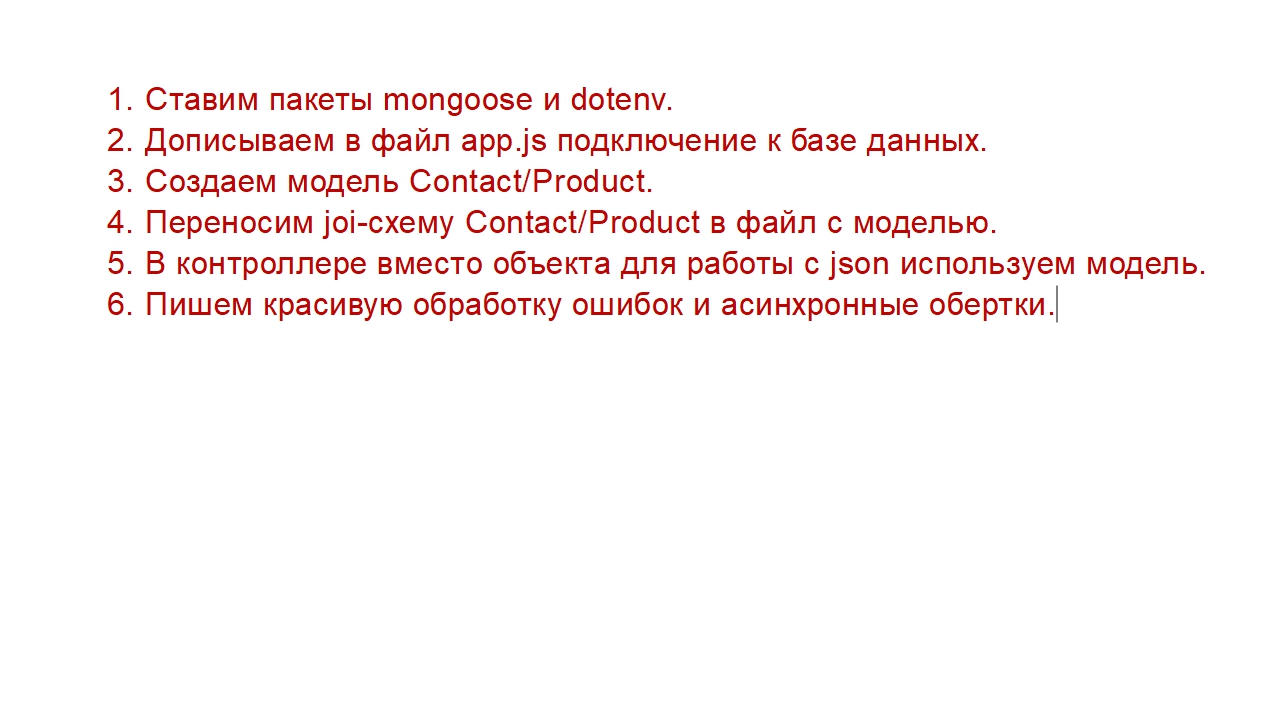 1. Ставим пакеты mongoose и dotenv.
2. Дописываем в файл app.js подключение к базе данных.
3. Создаем модель Contact/Product.
4. Переносим joi-схему Contact/Product в файл с моделью.
5. В контроллере вместо объекта для работы с json используем модель.
6. Пишем красивую обработку ошибок и асинхронные обертки.